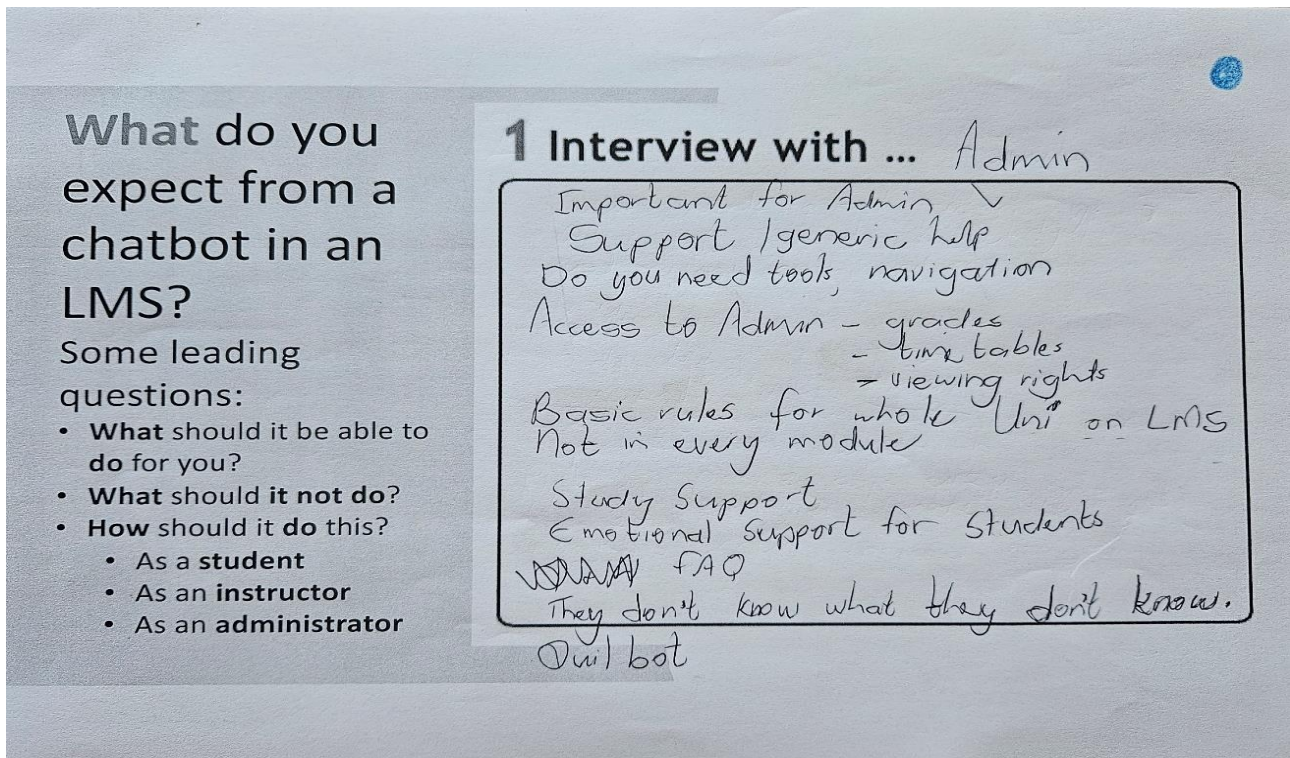 What do you
expect from a
chatbot in an
LMS?
Some leading
questions:
• What should it be able to
do for you?
• What should it not do?
• How should it do this?
• As a student
• As an instructor
• As an administrator
1 Interview with ... Admin
Important for Admin
Support / generic help
Do you need tools, navigation
Access to Admin - grades
- time tables
- viewing rights
Basic rules for whole Uni on LMS
Not in every module
Study Support
Emotional Support for Students
FAQ
They don't know what they don't know.
Quil bot